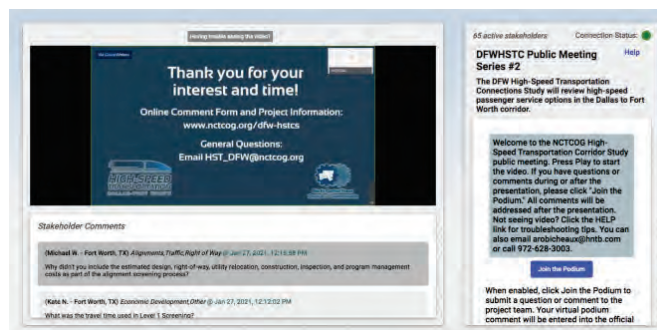 Having trouble seeing the video?
Thank you for your
interest and time!
Online Comment Form and Project Information:
www.nctcog.org/dfw-hstcs
General Questions:
Email HST_DFW@nctcog.org
HIGH-SPEED
Stakeholder Comments
(Michael W. - Fort Worth, TX) Alignments,Traffic,Right of Way @ Jan 27, 2021, 12:15:58 PM
Why didn't you include the estimated design, right-of-way, utility relocation, construction, inspection, and program management
costs as part of the alignment screening process?
(Kate N. - Fort Worth, TX) Economic Development,Other @ Jan 27, 2021, 12:12:02 PM
What was the travel time used in Level 1 Screening?
65 active stakeholders
Connection Status:
DFWHSTC Public Meeting
Series #2
Help
The DFW High-Speed Transportation
Connections Study will review high-speed
passenger service options in the Dallas to Fort
Worth corridor.
Welcome to the NCTCOG High-
Speed Transportation Corridor Study
public meeting. Press Play to start
the video. If you have questions or
comments during or after the
presentation, please click "Join the
Podium." All comments will be
addressed after the presentation.
Not seeing video? Click the HELP
link for troubleshooting tips. You can
also email arobicheaux@hntb.com
or call 972-628-3003.
Join the Podium
When enabled, click Join the Podium to
submit a question or comment to the
project team. Your virtual podium
comment will be entered into the official